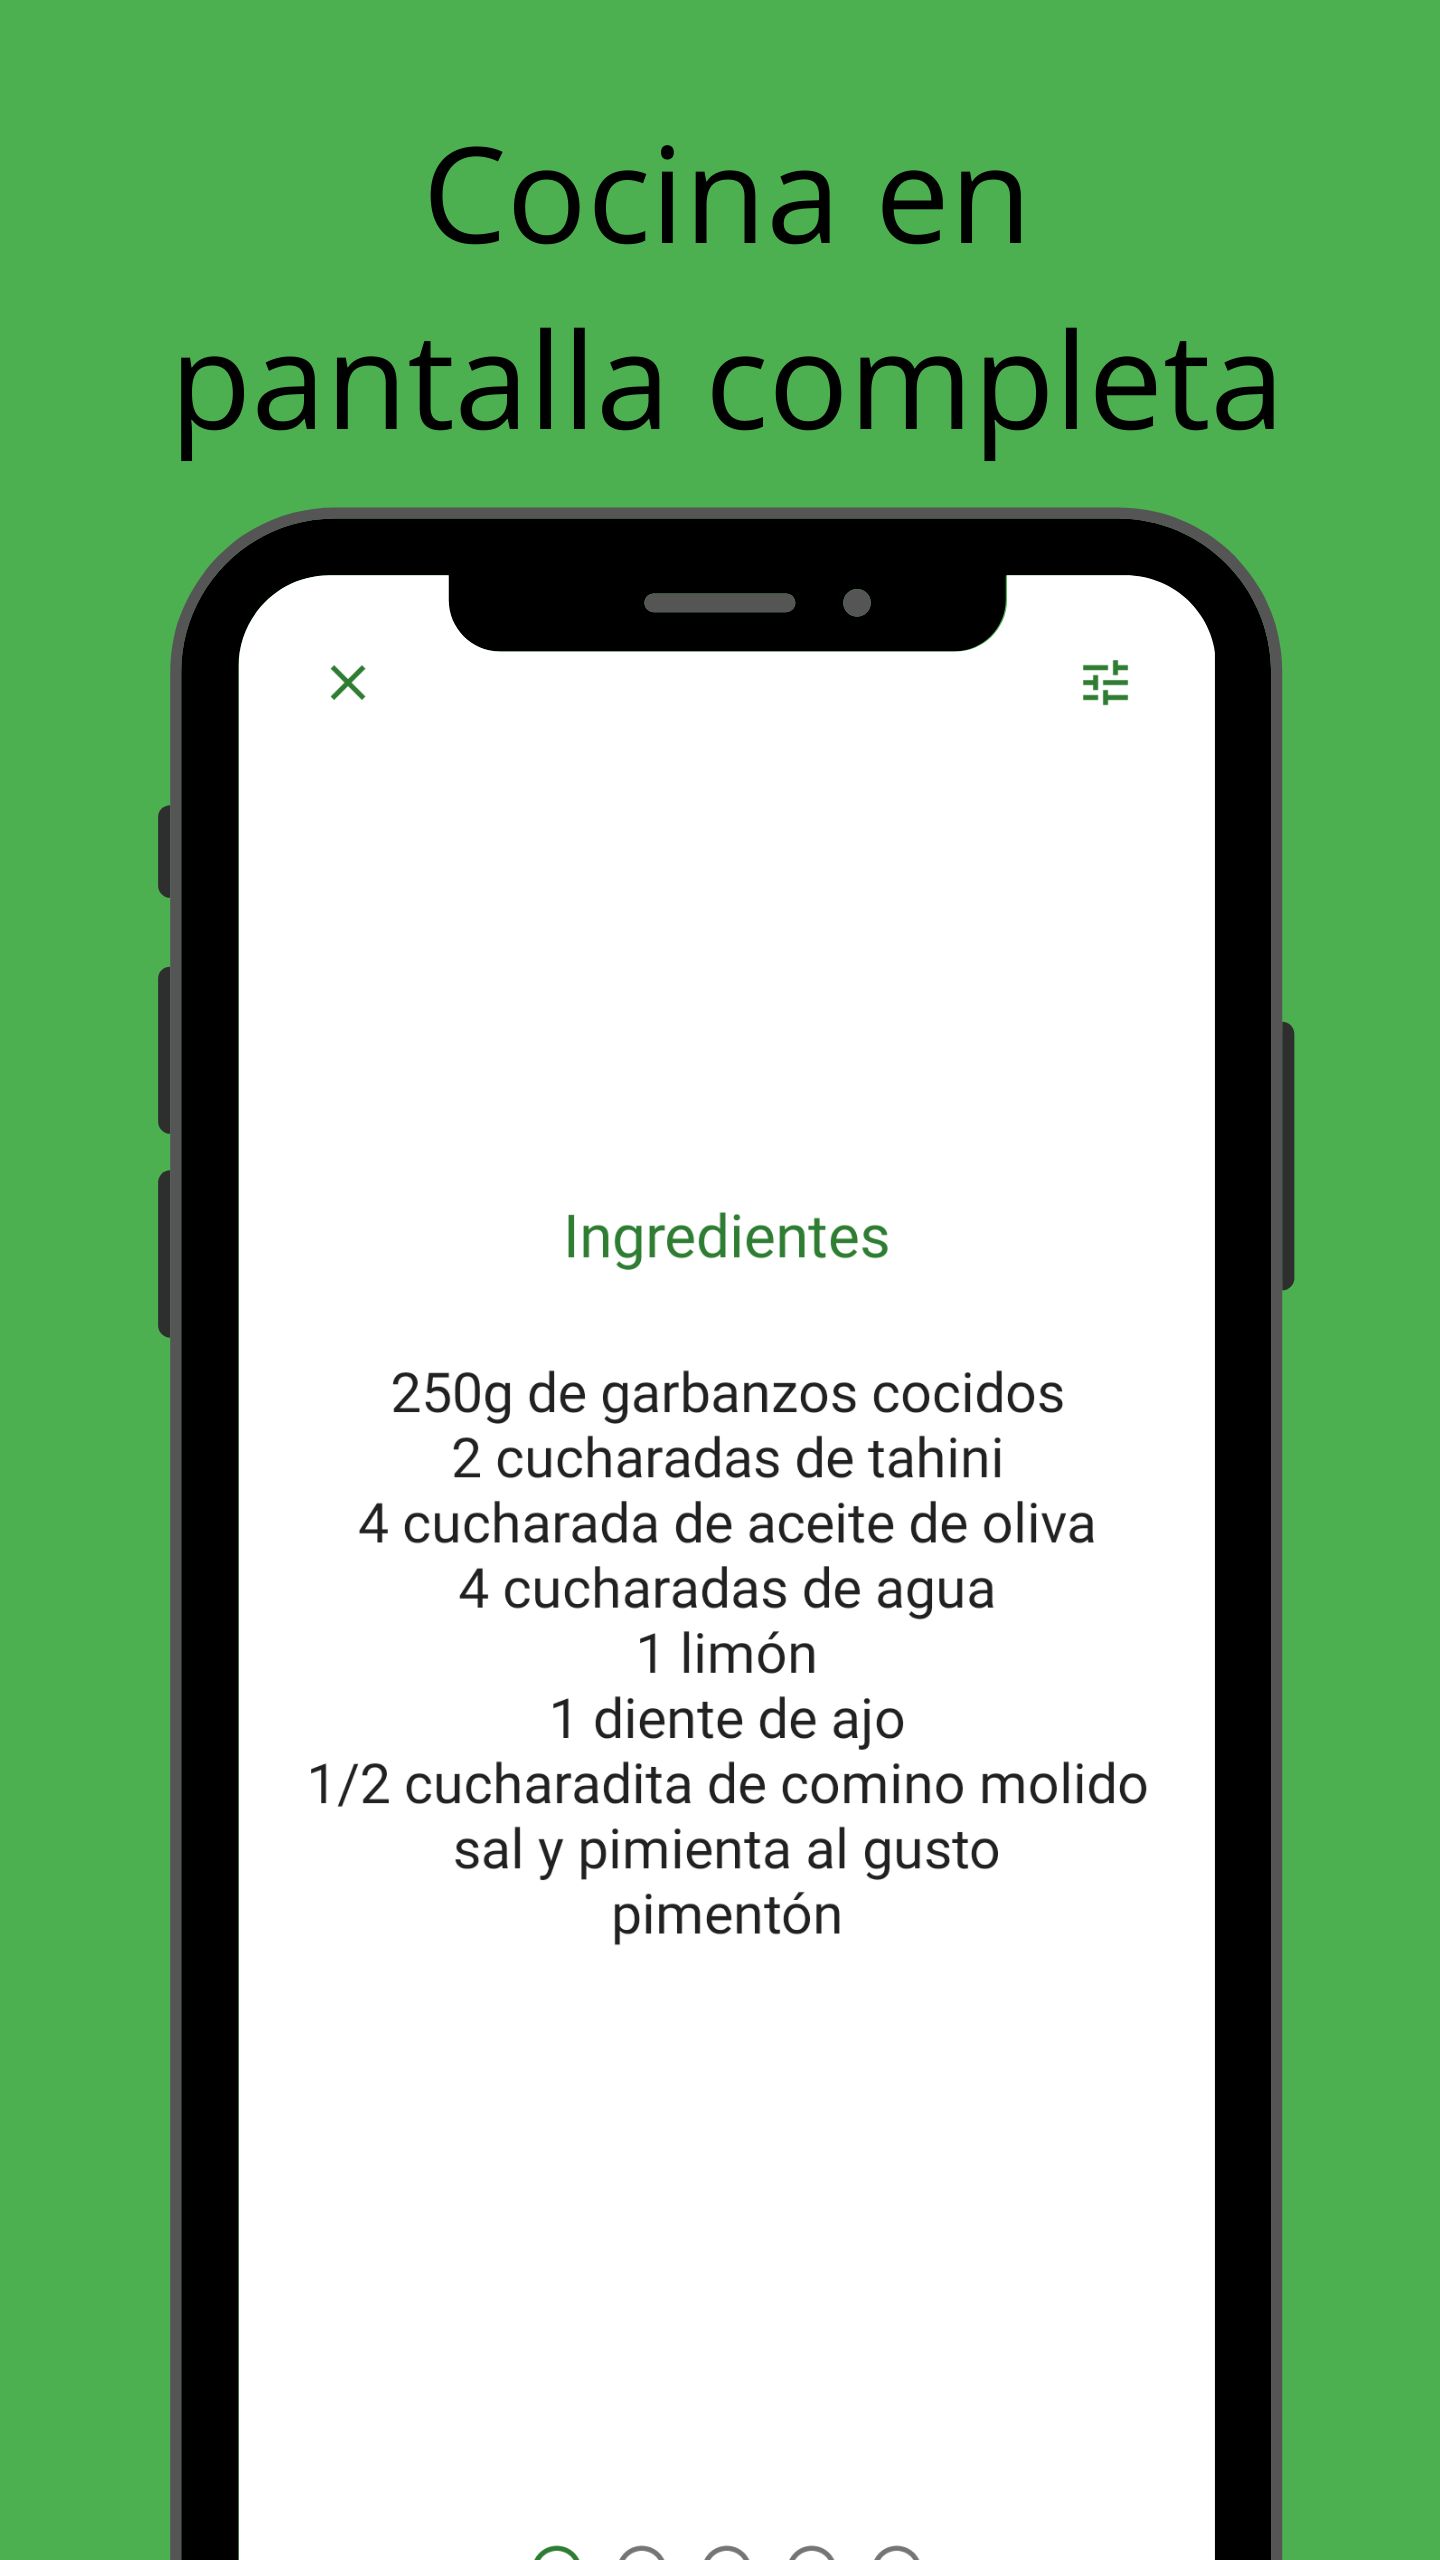 Cocina en
pantalla completa
Ingredientes
250g de garbanzos cocidos
2 cucharadas de tahini
4 cucharada de aceite de oliva
4 cucharadas de agua
1 limón
1 diente de ajo
1/2 cucharadita de comino molido
sal y pimienta al gusto
pimentón